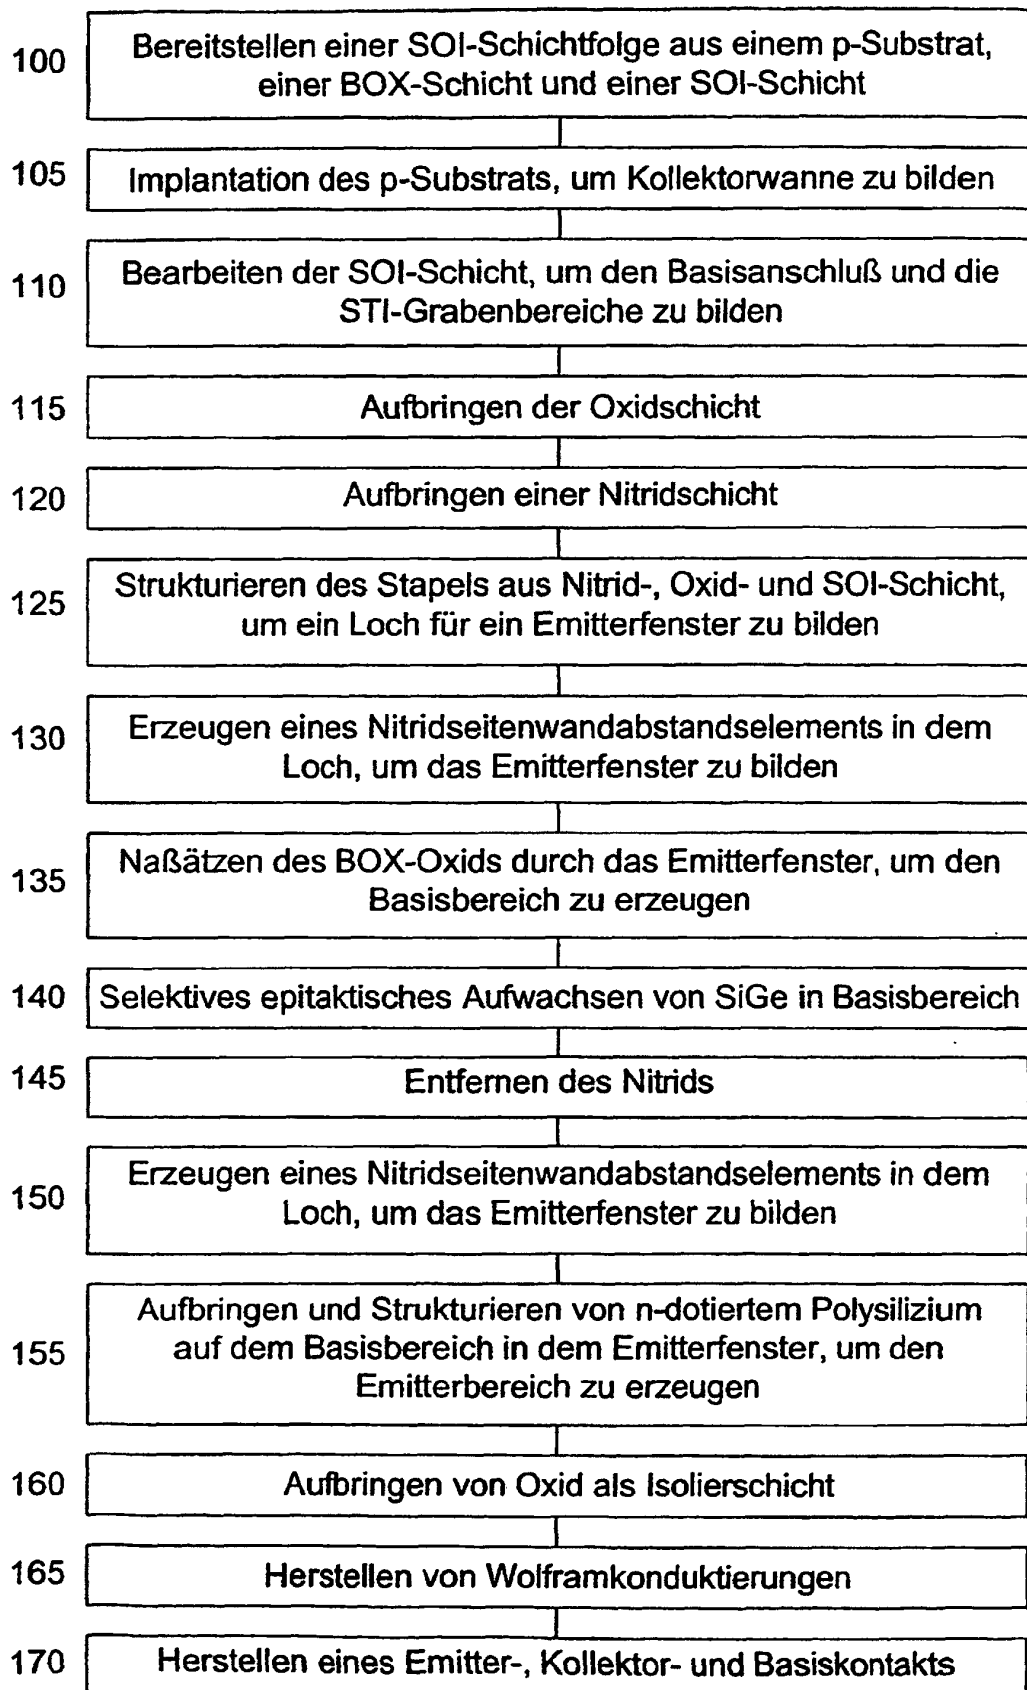 100 Bereitstellen einer SOI-Schichtfolge aus einem p-Substrat,
einer BOX-Schicht und einer SOI-Schicht
105 Implantation des p-Substrats, um Kollektorwanne zu bilden
110 Bearbeiten der SOI-Schicht, um den Basisanschluß und die
STI-Grabenbereiche zu bilden
115 Aufbringen der Oxidschicht
120 Aufbringen einer Nitridschicht
125 Strukturieren des Stapels aus Nitrid-, Oxid- und SOI-Schicht,
um ein Loch für ein Emitterfenster zu bilden
130 Erzeugen eines Nitridseitenwandabstandselements in dem
Loch, um das Emitterfenster zu bilden
135 Naßätzen des BOX-Oxids durch das Emitterfenster, um den
Basisbereich zu erzeugen
140 Selektives epitaktisches Aufwachsen von SiGe in Basisbereich
145 Entfernen des Nitrids
150 Erzeugen eines Nitridseitenwandabstandselements in dem
Loch, um das Emitterfenster zu bilden
155 Aufbringen und Strukturieren von n-dotiertem Polysilizium
auf dem Basisbereich in dem Emitterfenster, um den
Emitterbereich zu erzeugen
160 Aufbringen von Oxid als Isolierschicht
165 Herstellen von Wolframkonduktierungen
170 Herstellen eines Emitter-, Kollektor- und Basiskontakts